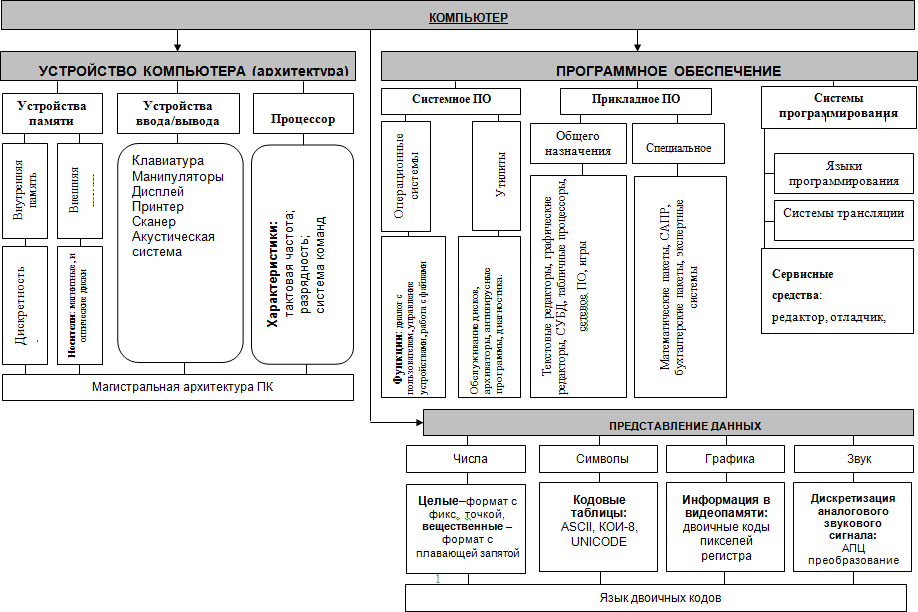 КОМПЬЮТЕР
УСТРОЙСТВО КОМПЬЮТЕРА (архитектура)
ПРОГРАММНОЕ ОБЕСПЕЧЕНИЕ
Устройства
памяти
Устройства
ввода/вывода
Процессор
Внутренняя
память
Внешняя
Клавиатура
Манипуляторы
Дисплей
Принтер
Сканер
Акустическая
система
Характеристики:
тактовая частота;
разрядность;
система команд
Дискретность
Носители: магнитные, и
оптические диски
Магистральная архитектура ПК
Системное ПО
Прикладное ПО
Системы
программирования
Операционные
системы
Утилиты
Общего
назначения
Специальное
Языки
программирования
Системы трансляции
Функции: диалог с
пользователем, управление
устройствами, работа с файлами
Обслуживание дисков,
архиваторы, антивирусные
программы, диагностика.
Текстовые редакторы, графические
редакторы, СУБД, табличные процессоры,
сетевое ПО, игры
Математические пакеты, САПР,
бухгалтерские пакеты, экспертные
системы
Сервисные
средства:
редактор, отладчик,
ПРЕДСТАВЛЕНИЕ ДАННЫХ
Числа
Символы
Графика
Звук
Целые–формат с
фикс, точкой,
вещественные –
формат с
плавающей запятой
Кодовые
таблицы:
ASCII, КОИ-8,
UNICODE
Информация в
видеопамяти:
двоичные коды
пикселей
регистра
Дискретизация
аналогового
звукового
сигнала:
АПЦ
преобразование
1
Язык двоичных кодов